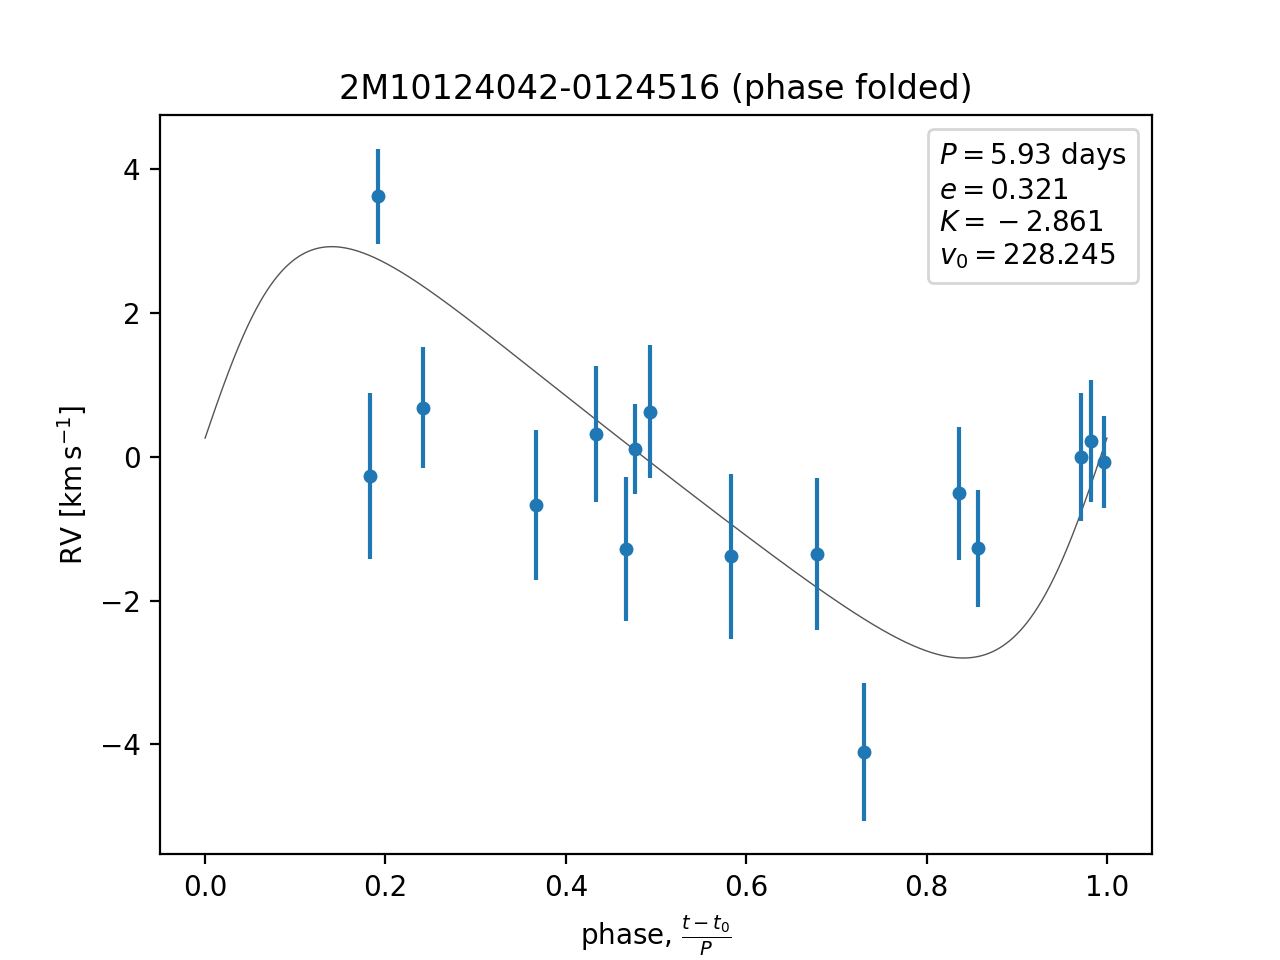 2M10124042-0124516 (phase folded)
P = 5.93 days
e = 0.321
K = −2.861
v₀ = 228.245
RV [km s⁻¹]
4
2
0
−2
−4
0.0 0.2 0.4 0.6 0.8 1.0
phase, (t − t₀)/P